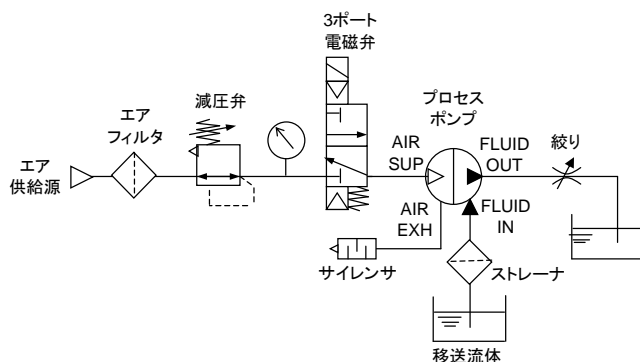 3ポート
電磁弁
エア
フィルタ
減圧弁
プロセス
ポンプ
エア
供給源
AIR
SUP
FLUID
OUT
絞り
AIR
EXH
FLUID
IN
サイレンサ
ストレーナ
移送流体